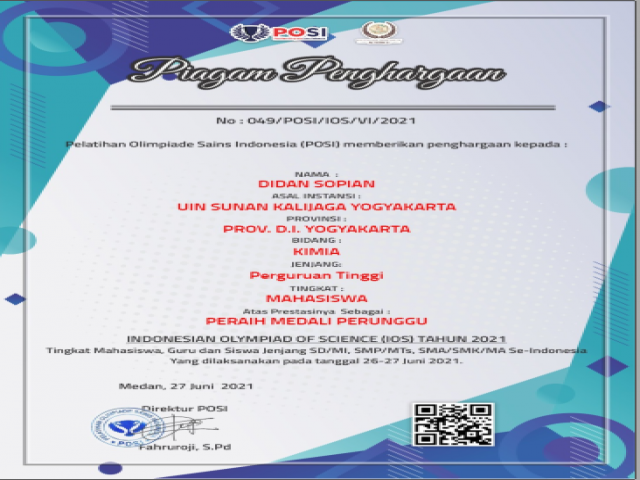 POSI
Piagam Penghargaan
No : 049/POSI/IOS/VI/2021
Pelatihan Olimpiade Sains Indonesia (POSI) memberikan penghargaan kepada :
NAMA :
DIDAN SOPIAN
ASAL INSTANSI :
UIN SUNAN KALIJAGA YOGYAKARTA
PROVINSI :
PROV. D.I. YOGYAKARTA
BIDANG :
KIMIA
JENJANG:
Perguruan Tinggi
TINGKAT :
MAHASISWA
Atas Prestasinya Sebagai :
PERAIH MEDALI PERUNGGU
INDONESIAN OLYMPIAD OF SCIENCE (IOS) TAHUN 2021
Tingkat Mahasiswa, Guru dan Siswa Jenjang SD/MI, SMP/MTs, SMA/SMK/MA Se-Indonesia
Yang dilaksanakan pada tanggal 26-27 Juni 2021.
Medan, 27 Juni 2021
Direktur POSI
Fahruroji, S.Pd